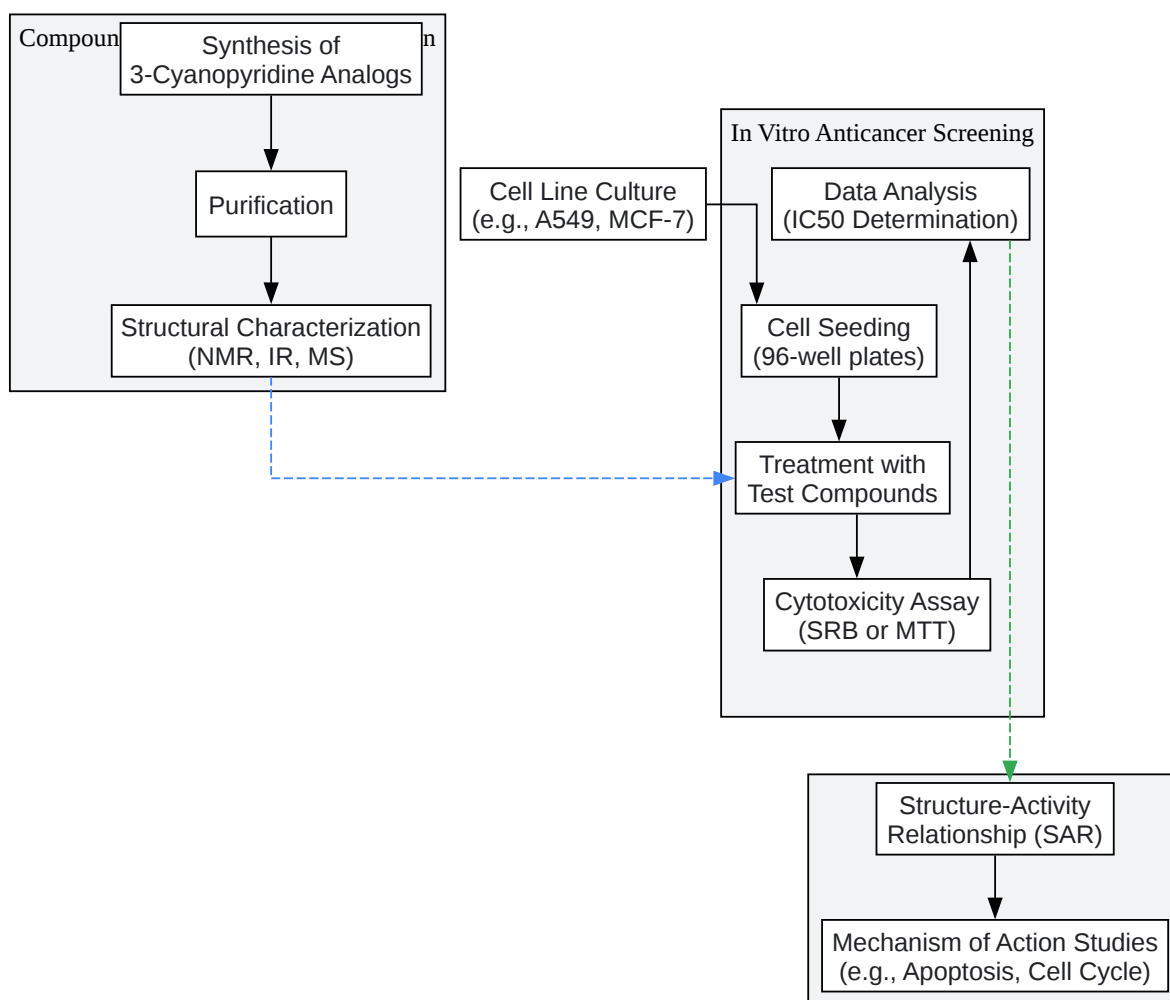 Compoun
n
Synthesis of
3-Cyanopyridine Analogs
Purification
Structural Characterization
(NMR, IR, MS)
Cell Line Culture
(e.g., A549, MCF-7)
In Vitro Anticancer Screening
Data Analysis
(IC50 Determination)
Cell Seeding
(96-well plates)
Treatment with
Test Compounds
Cytotoxicity Assay
(SRB or MTT)
Structure-Activity
Relationship (SAR)
Mechanism of Action Studies
(e.g., Apoptosis, Cell Cycle)